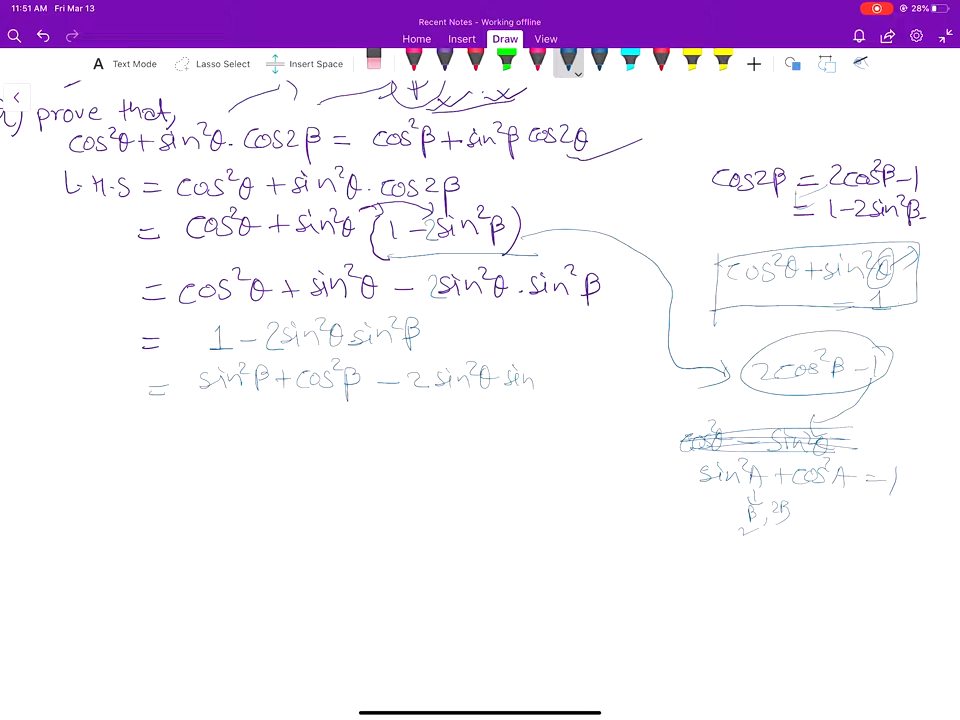 11:51 AM Fri Mar 13
28%
Recent Notes - Working offline
Home Insert Draw View
A Text Mode Lasso Select Insert Space
prove that,
cos²θ + sin²θ . cos2β = cos²β + sin²β cos2θ
L.H.S = cos²θ + sin²θ . cos2β
= cos²θ + sin²θ {1 - 2sin²β)
= cos²θ + sin²θ - 2sin²θ . sin²β
= 1 - 2sin²θ sin²β
= sin²β + cos²β - 2 sin²θ sin
cos2β = 2cos²β - 1
= 1 - 2sin²β
cos²θ + sin²θ
= 1
2cos²β - 1
cos²θ - sin²θ
sin²A + cos²A = 1
β, 2β
2